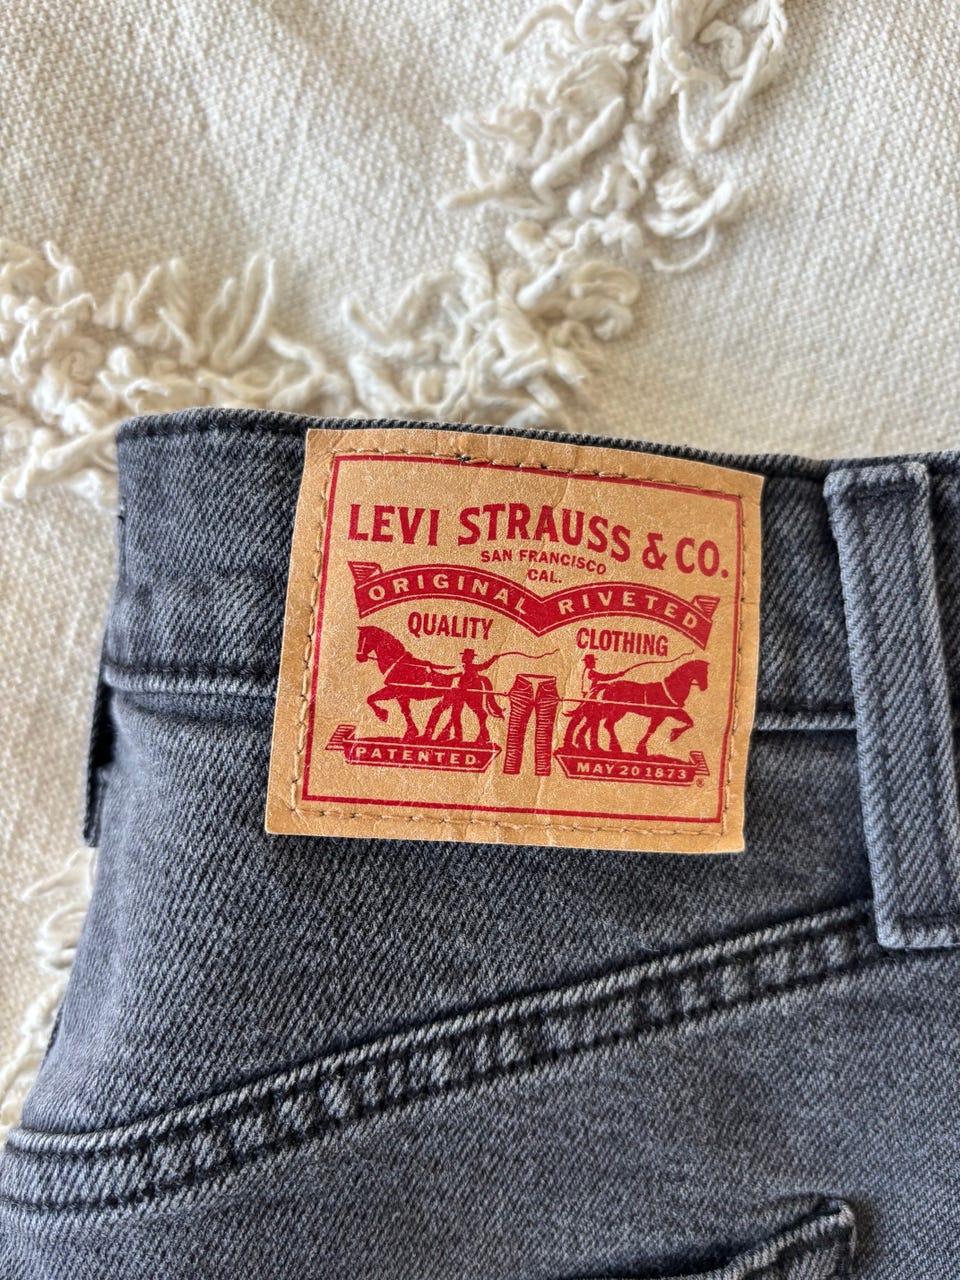 LEVI STRAUSS & CO.
SAN FRANCISCO
CAL.
ORIGINAL RIVETED
QUALITY CLOTHING
PATENTED. MAY 20 1873
®